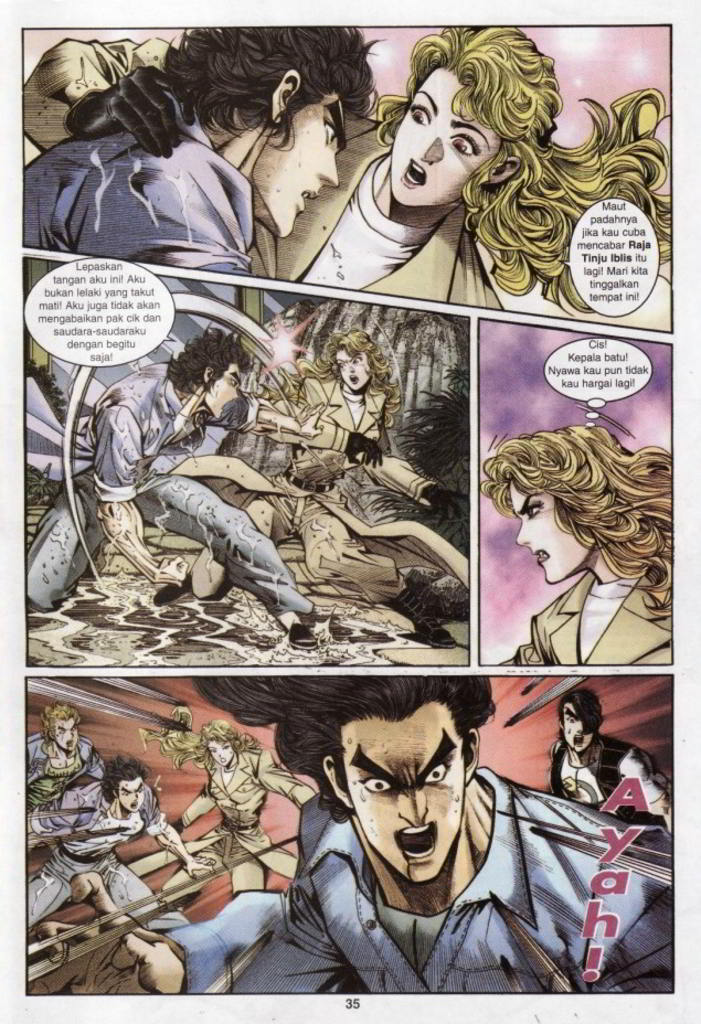 Maut
padahnya
jika kau cuba
mencabar Raja
Tinju Iblis itu
lagi! Mari kita
tinggalkan
tempat ini!
Lepaskan
tangan aku ini! Aku
bukan lelaki yang takut
mati! Aku juga tidak akan
mengabaikan pak cik dan
saudara-saudaraku
dengan begitu
saja!
Cis!
Kepala batu!
Nyawa kau pun tidak
kau hargai lagi!
Ayah!
35